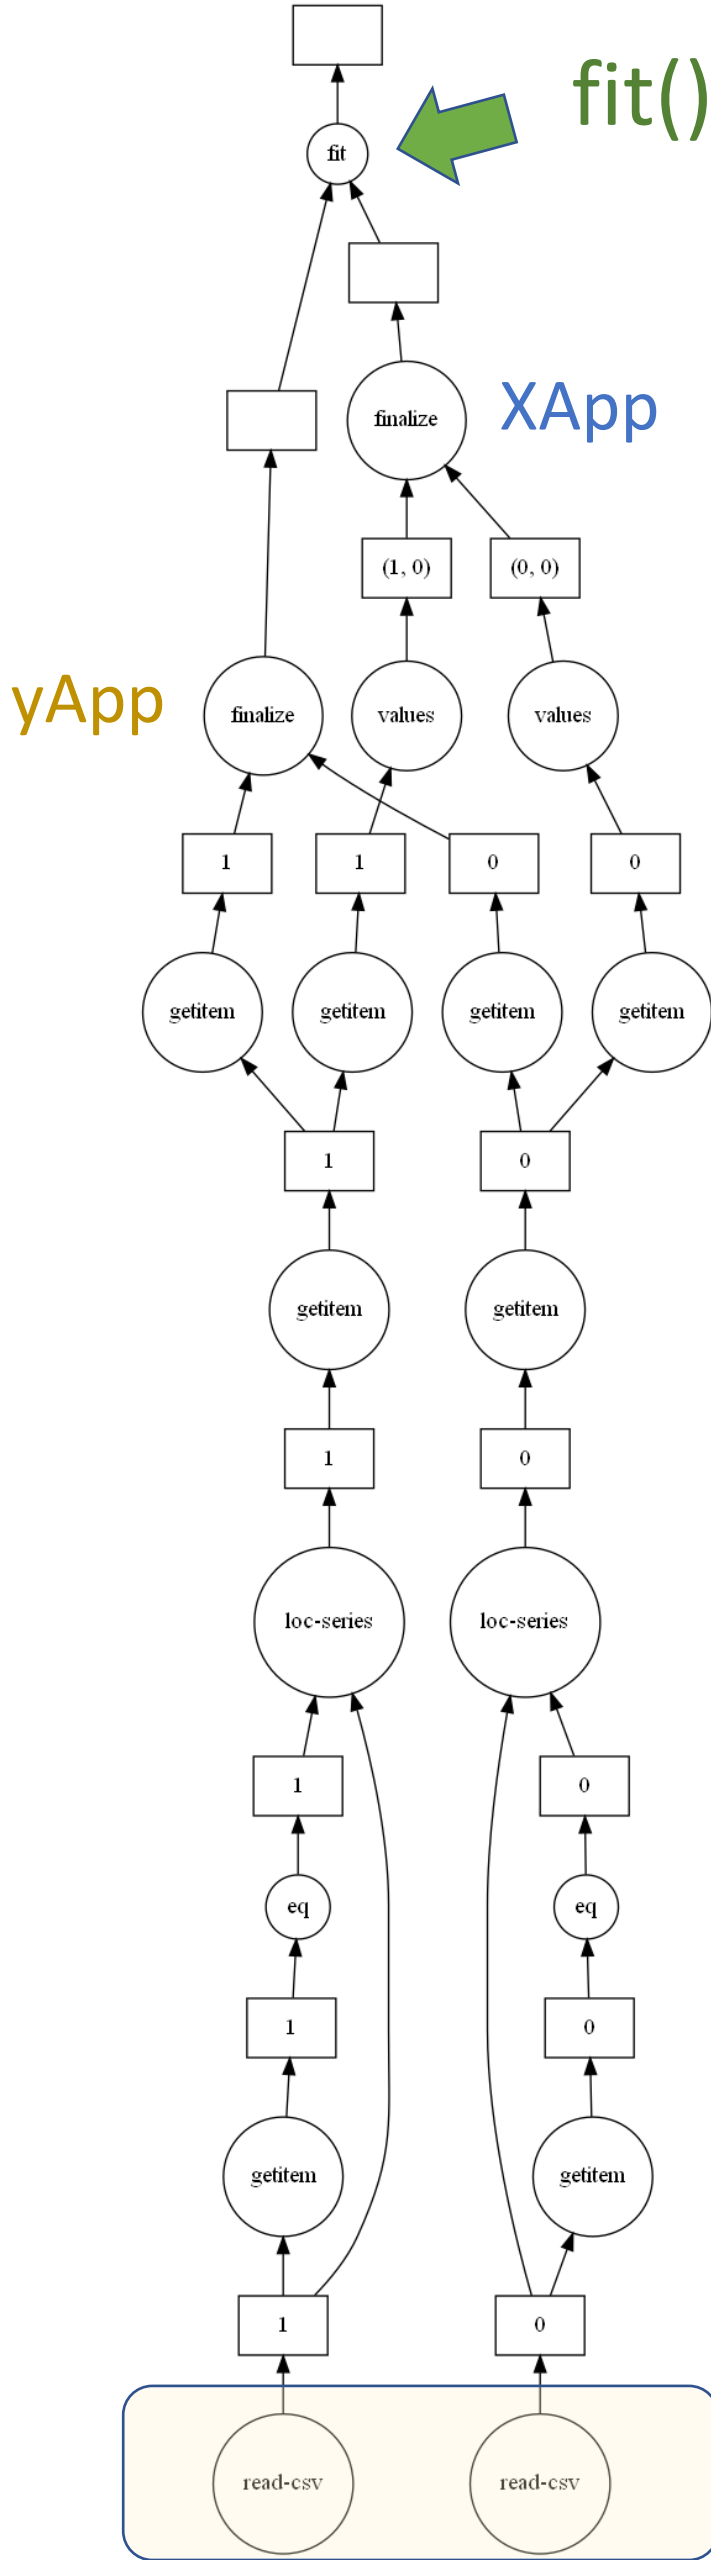 fit()
fit
finalize
XApp
(1, 0)
(0, 0)
yApp
finalize
values
values
1
1
0
0
getitem
getitem
getitem
getitem
1
0
getitem
getitem
1
0
loc-series
loc-series
1
0
eq
eq
1
0
getitem
getitem
1
0
read-csv
read-csv